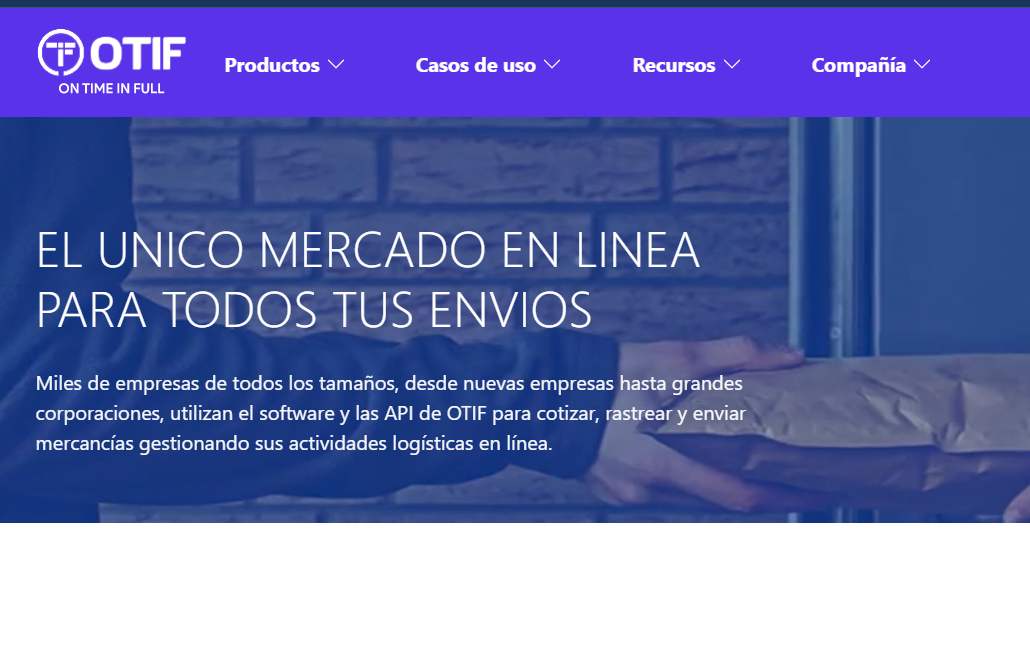 OTIF
ON TIME IN FULL
Productos
Casos de uso
Recursos
Compañía
EL UNICO MERCADO EN LINEA
PARA TODOS TUS ENVIOS
Miles de empresas de todos los tamaños, desde nuevas empresas hasta grandes
corporaciones, utilizan el software y las API de OTIF para cotizar, rastrear y enviar
mercancías gestionando sus actividades logísticas en línea.